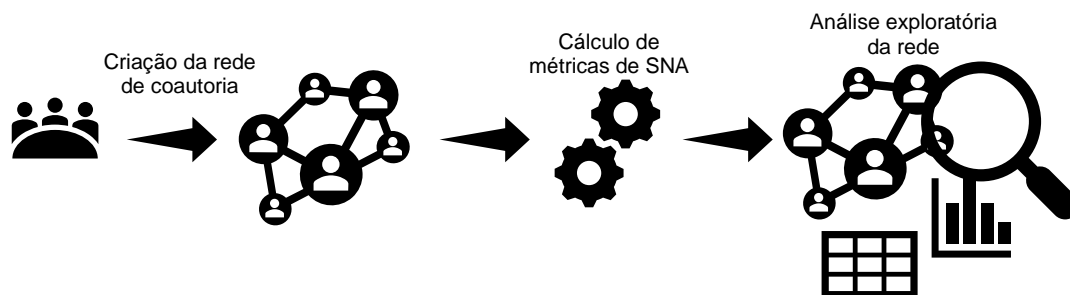 Criação da rede
de coautoria
Cálculo de
métricas de SNA
Análise exploratória
da rede